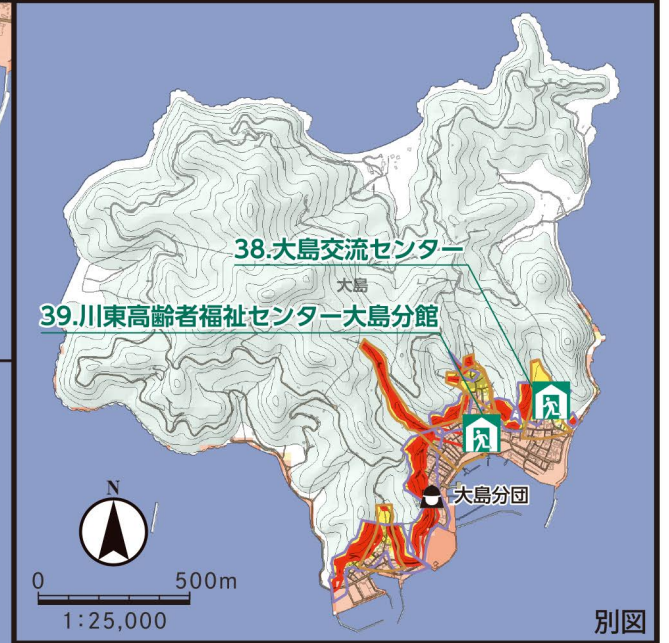 38.大島交流センター
大島
39.川東高齢者福祉センター大島分館
大島分団
N
0 500m
1:25,000
別図